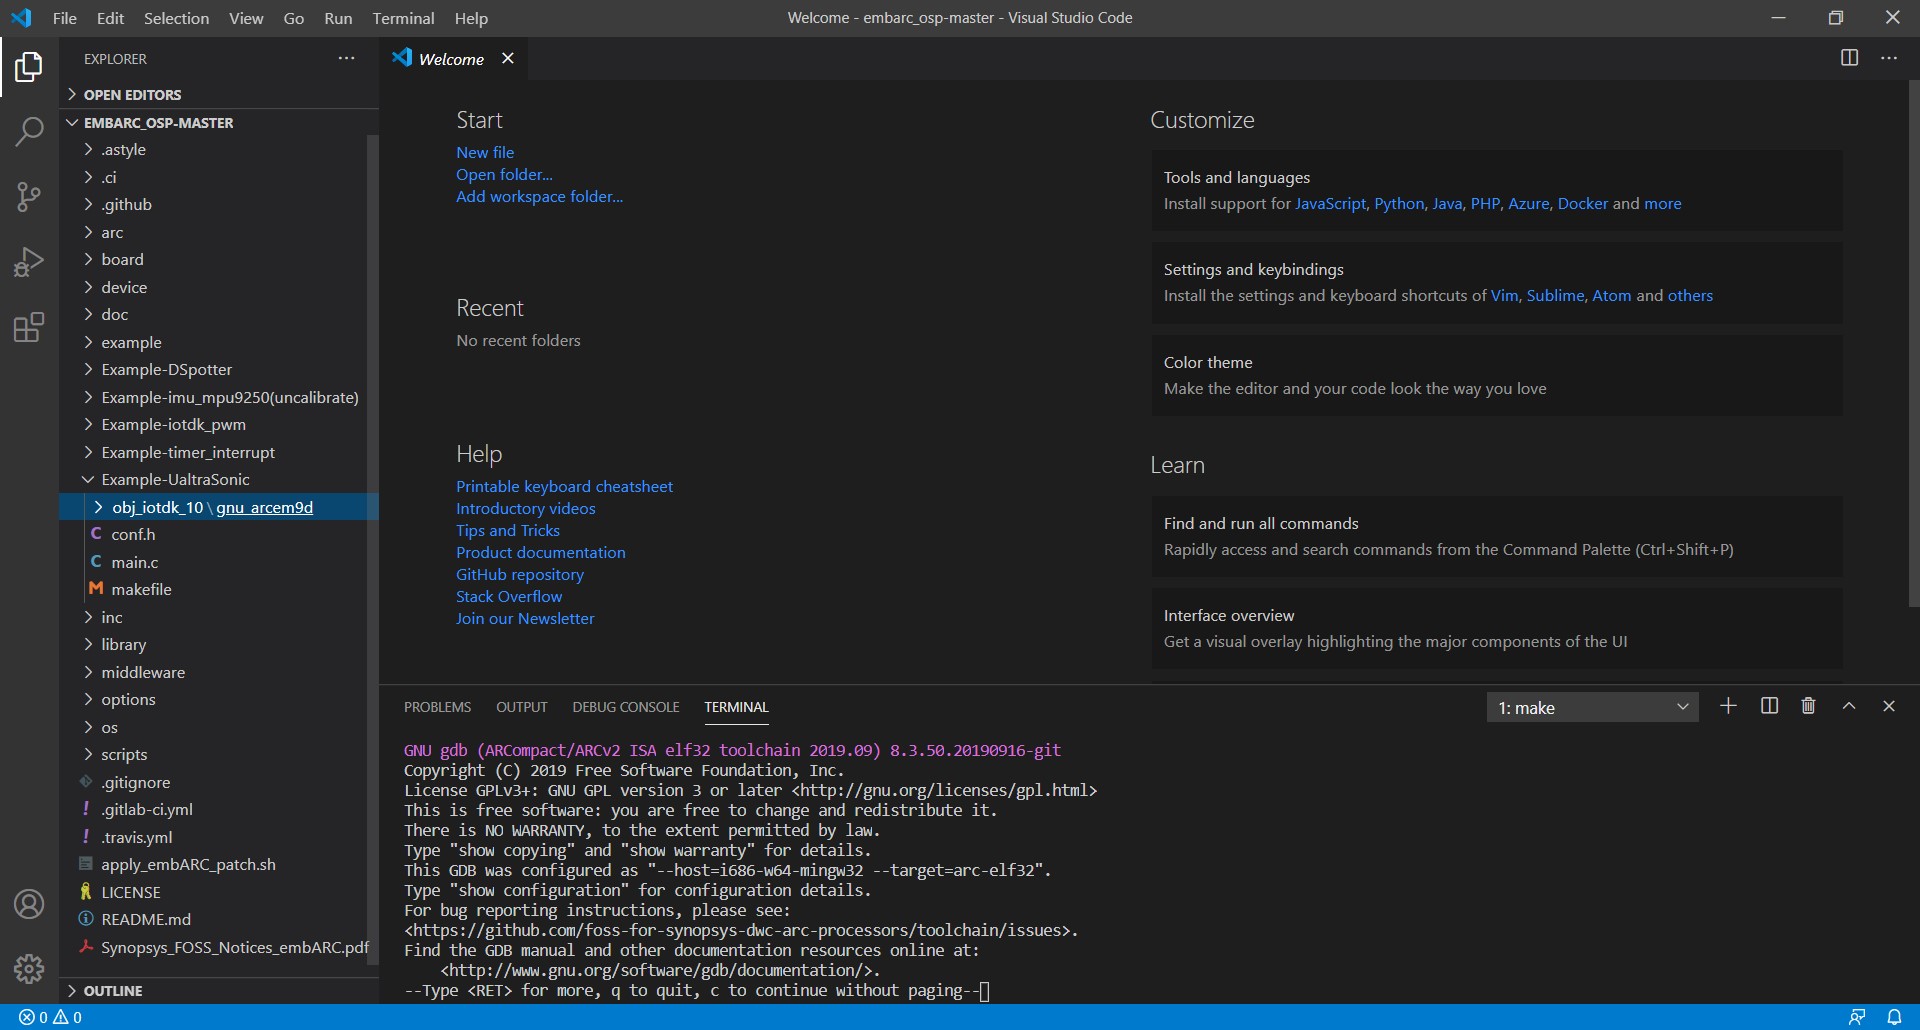 File Edit Selection View Go Run Terminal Help
Welcome - embarc_osp-master - Visual Studio Code
EXPLORER
OPEN EDITORS
EMBARC_OSP-MASTER
.astyle
.ci
.github
arc
board
device
doc
example
Example-DSpotter
Example-imu_mpu9250(uncalibrate)
Example-iotdk_pwm
Example-timer_interrupt
Example-UaltraSonic
obj_iotdk_10 \ gnu_arcem9d
C conf.h
C main.c
M makefile
inc
library
middleware
options
os
scripts
.gitignore
! .gitlab-ci.yml
! .travis.yml
apply_embARC_patch.sh
LICENSE
README.md
Synopsys_FOSS_Notices_embARC.pdf
OUTLINE
Welcome
Start
New file
Open folder...
Add workspace folder...
Recent
No recent folders
Help
Printable keyboard cheatsheet
Introductory videos
Tips and Tricks
Product documentation
GitHub repository
Stack Overflow
Join our Newsletter
Customize
Tools and languages
Install support for JavaScript, Python, Java, PHP, Azure, Docker and more
Settings and keybindings
Install the settings and keyboard shortcuts of Vim, Sublime, Atom and others
Color theme
Make the editor and your code look the way you love
Learn
Find and run all commands
Rapidly access and search commands from the Command Palette (Ctrl+Shift+P)
Interface overview
Get a visual overlay highlighting the major components of the UI
PROBLEMS OUTPUT DEBUG CONSOLE TERMINAL
1: make
GNU gdb (ARCompact/ARCv2 ISA elf32 toolchain 2019.09) 8.3.50.20190916-git
Copyright (C) 2019 Free Software Foundation, Inc.
License GPLv3+: GNU GPL version 3 or later <http://gnu.org/licenses/gpl.html>
This is free software: you are free to change and redistribute it.
There is NO WARRANTY, to the extent permitted by law.
Type "show copying" and "show warranty" for details.
This GDB was configured as "--host=i686-w64-mingw32 --target=arc-elf32".
Type "show configuration" for configuration details.
For bug reporting instructions, please see:
<https://github.com/foss-for-synopsys-dwc-arc-processors/toolchain/issues>.
Find the GDB manual and other documentation resources online at:
<http://www.gnu.org/software/gdb/documentation/>.
--Type <RET> for more, q to quit, c to continue without paging--
0 0